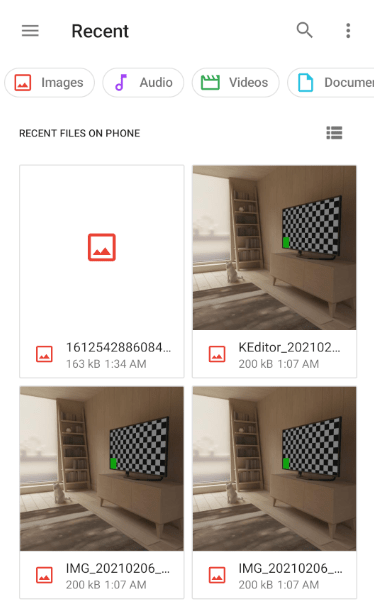 Recent
Images
Audio
Videos
Documen
RECENT FILES ON PHONE
1612542886084...
163 kB 1:34 AM
KEditor_202102...
200 kB 1:07 AM
IMG_20210206_...
200 kB 1:07 AM
IMG_20210206_...
200 kB 1:07 AM